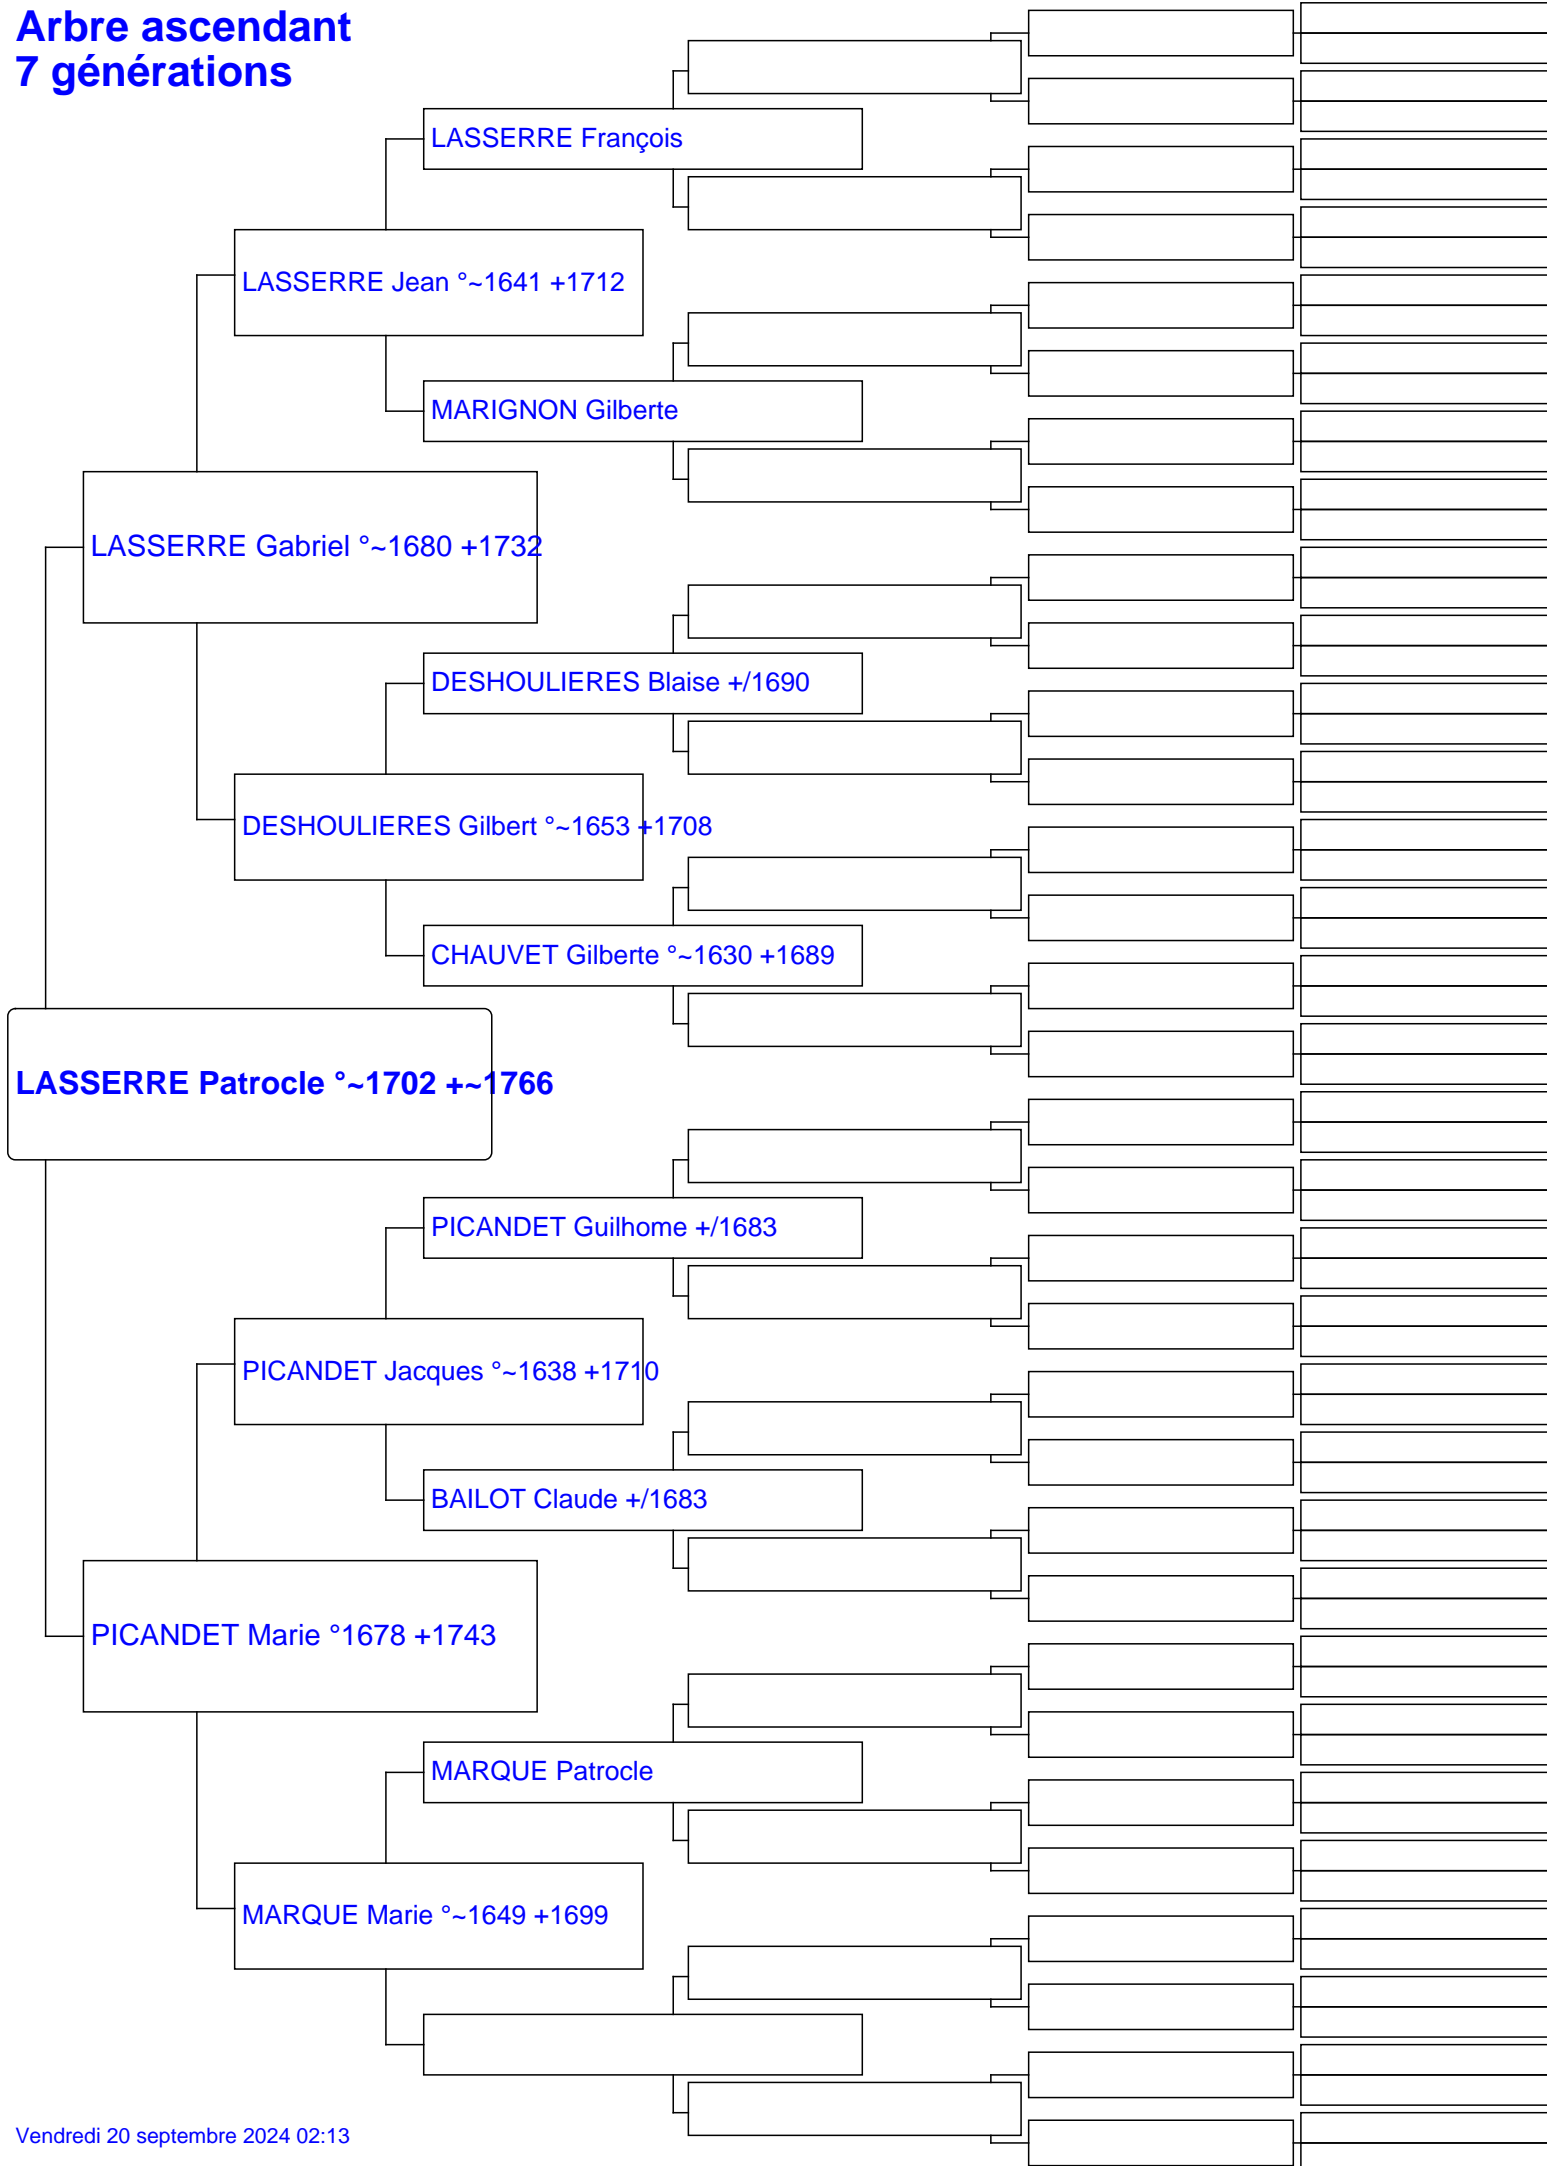 Arbre ascendant
7 générations
LASSERRE François
LASSERRE Jean °~1641 +1712
MARIGNON Gilberte
LASSERRE Gabriel °~1680 +1732
DESHOULIERES Blaise +/1690
DESHOULIERES Gilbert °~1653 +1708
CHAUVET Gilberte °~1630 +1689
LASSERRE Patrocle °~1702 +~1766
PICANDET Guilhome +/1683
PICANDET Jacques °~1638 +1710
BAILOT Claude +/1683
PICANDET Marie °1678 +1743
MARQUE Patrocle
MARQUE Marie °~1649 +1699
Vendredi 20 septembre 2024 02:13